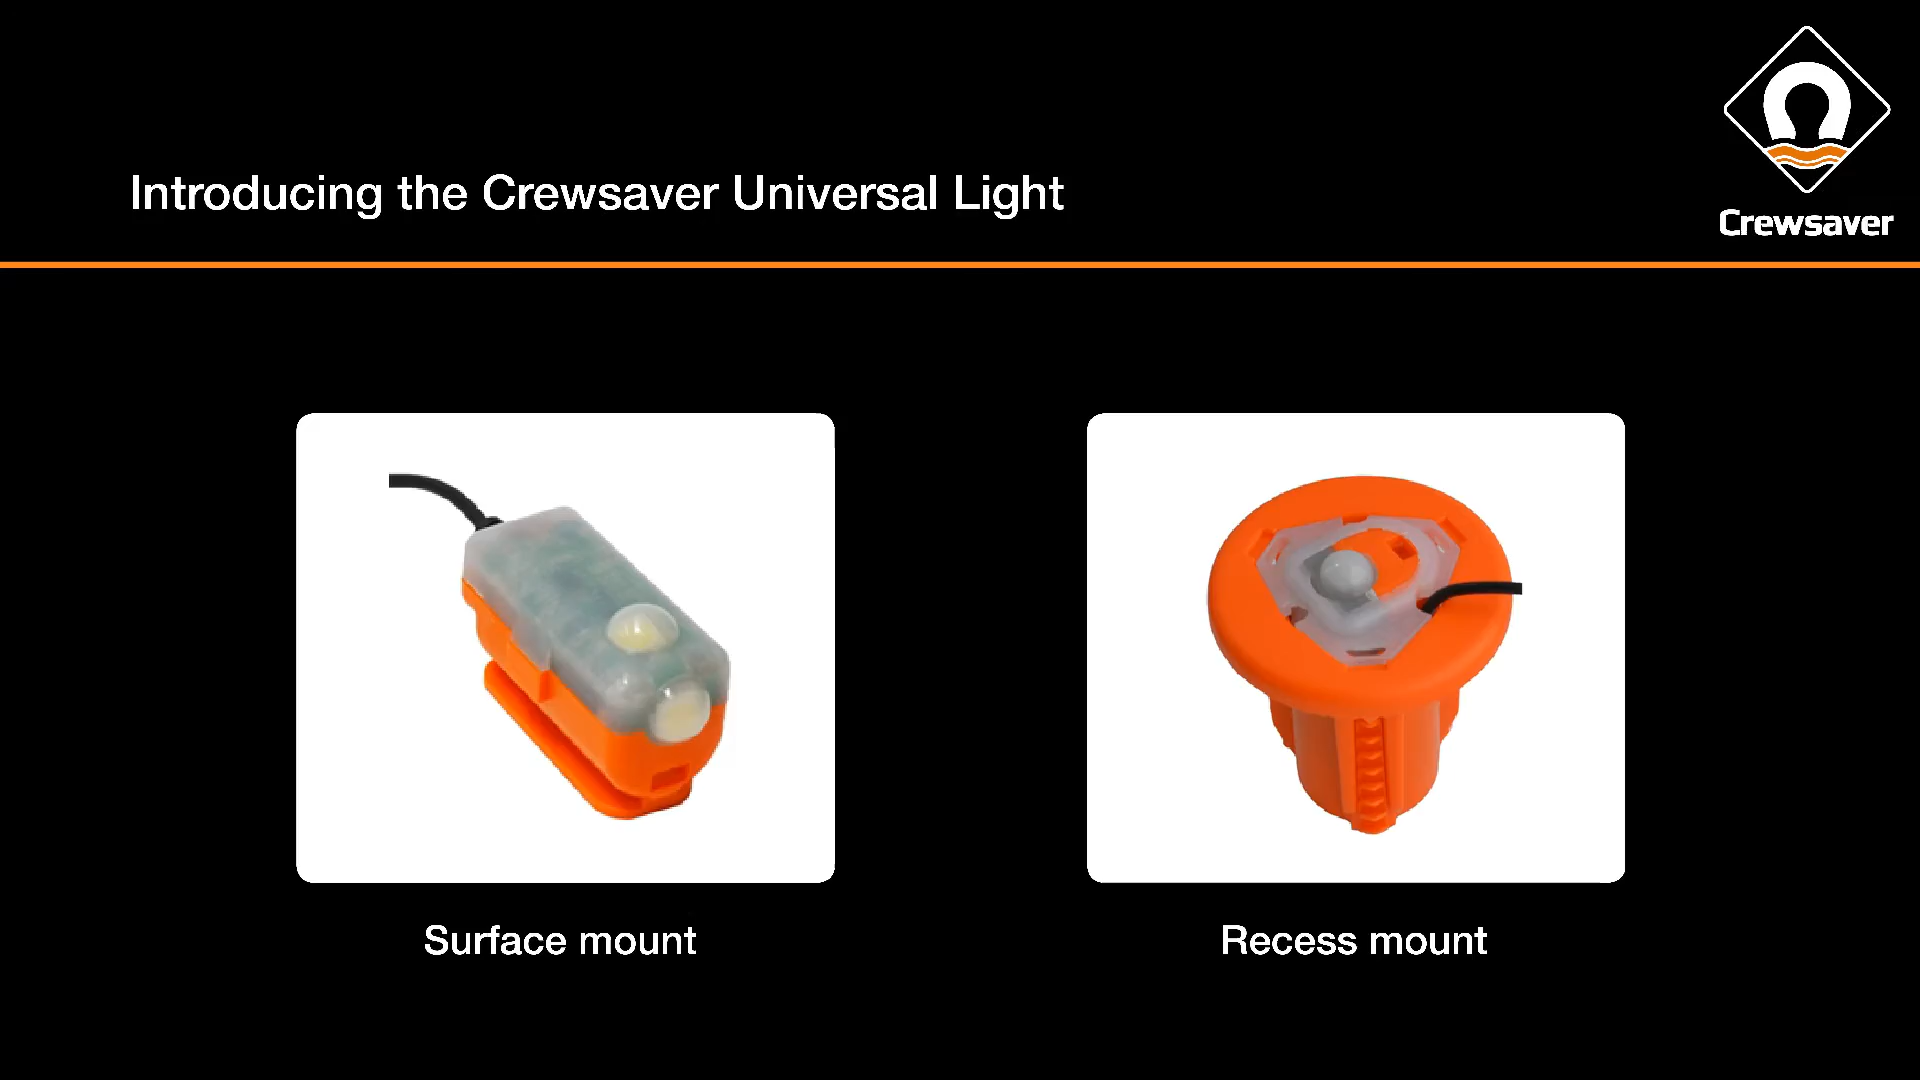 Introducing the Crewsaver Universal Light
Crewsaver
Surface mount
Recess mount